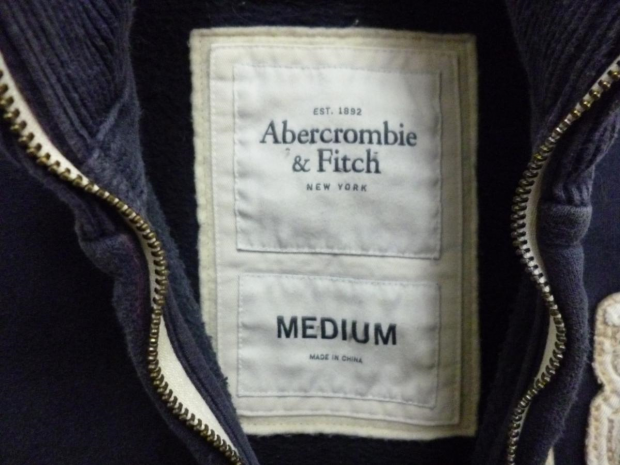 EST. 1892
Abercrombie
& Fitch
NEW YORK
MEDIUM
MADE IN CHINA